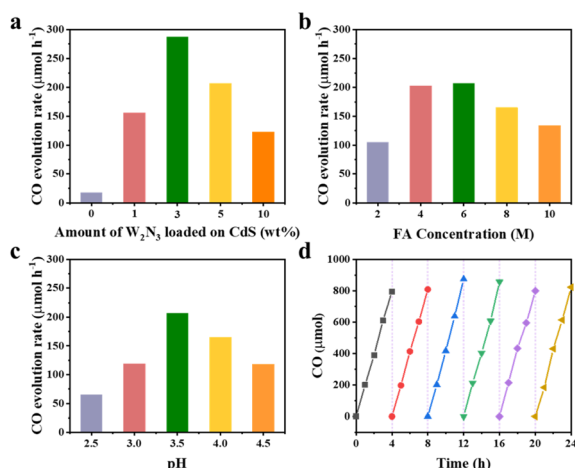 a
CO evolution rate (μmol h⁻¹)
300
250
200
150
100
50
0
0 1 3 5 10
Amount of W₂N₃ loaded on CdS (wt%)
b
CO evolution rate (μmol h⁻¹)
300
250
200
150
100
50
0
2 4 6 8 10
FA Concentration (M)
c
CO evolution rate (μmol h⁻¹)
300
250
200
150
100
50
0
2.5 3.0 3.5 4.0 4.5
pH
d
CO (μmol)
1000
800
600
400
200
0
0 4 8 12 16 20 24
Time (h)